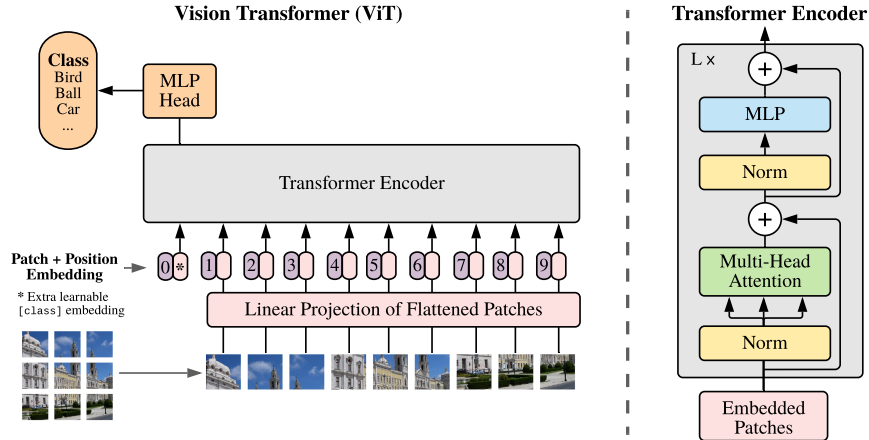 Vision Transformer (ViT)
Class
Bird
Ball
Car
...
MLP
Head
Transformer Encoder
Patch + Position
Embedding
0 * 1 2 3 4 5 6 7 8 9
* Extra learnable
[class] embedding
Linear Projection of Flattened Patches
Transformer Encoder
L x
+
MLP
Norm
+
Multi-Head
Attention
Norm
Embedded
Patches